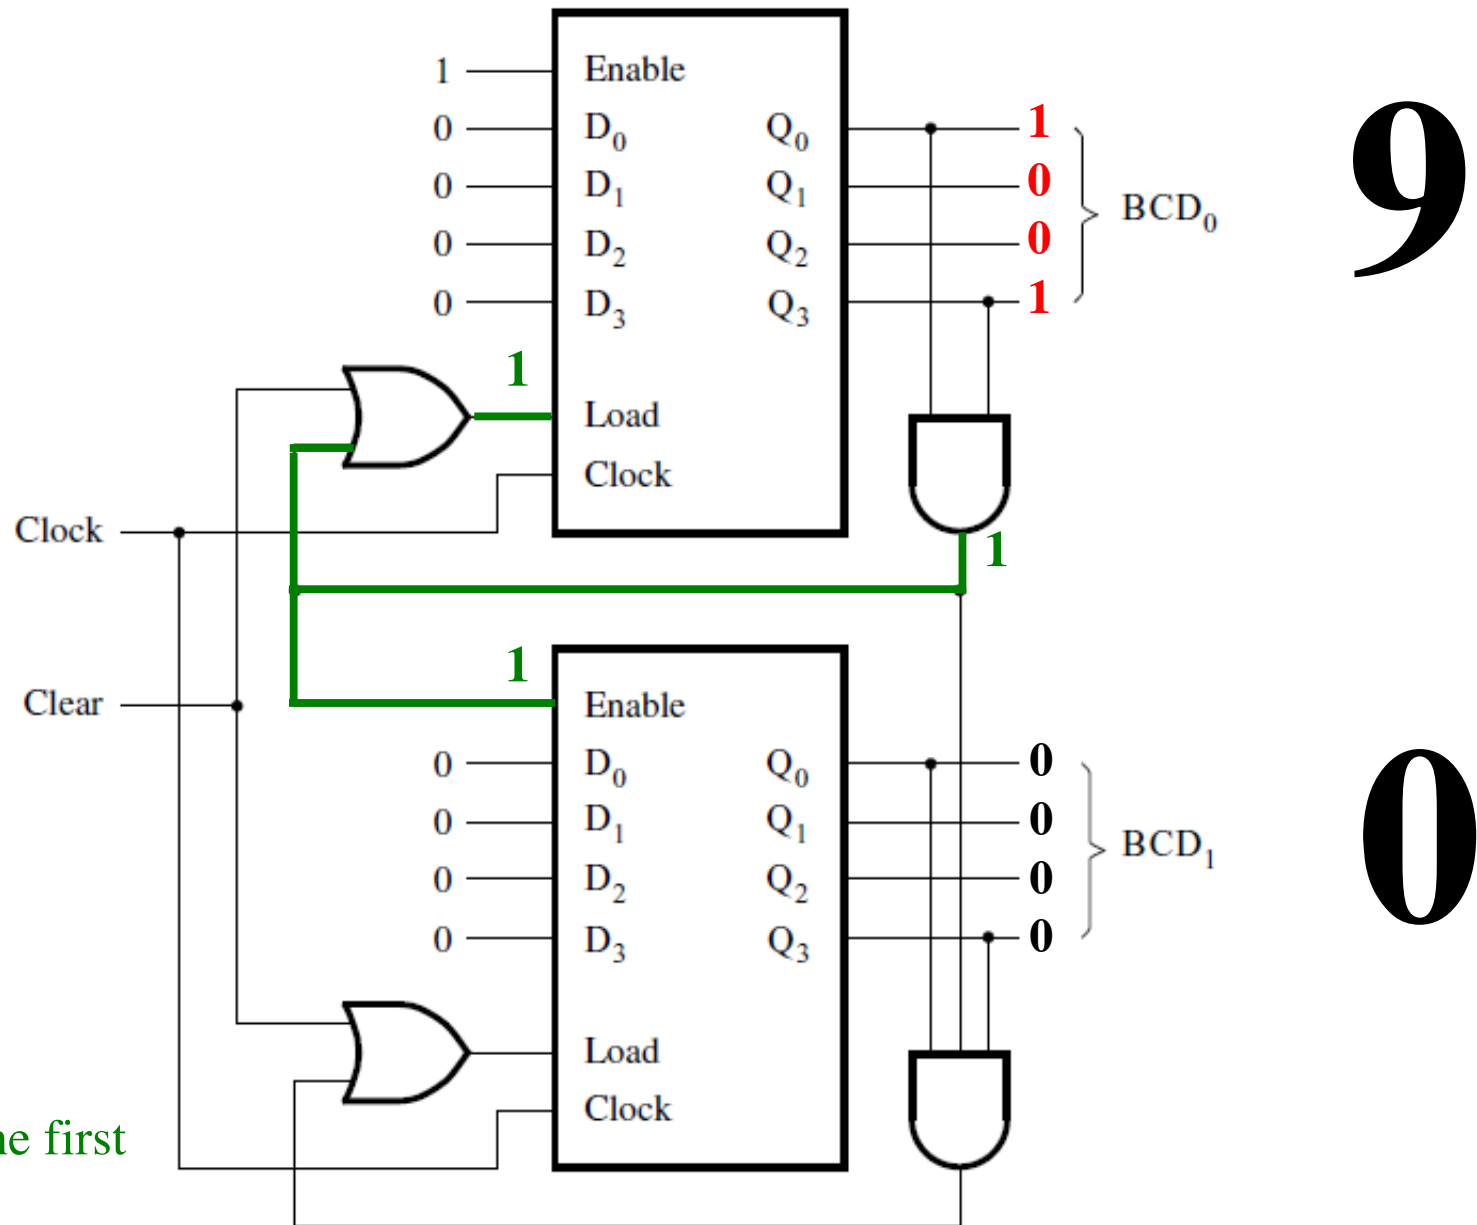 1 Enable
0 D0 Q0 1
0 D1 Q1 0
0 D2 Q2 0
0 D3 Q3 1
BCD0
9
1
Load
Clock
Clock
1
1
Clear
Enable
0 D0 Q0 0
0 D1 Q1 0
0 D2 Q2 0
0 D3 Q3 0
BCD1
0
Load
Clock
first